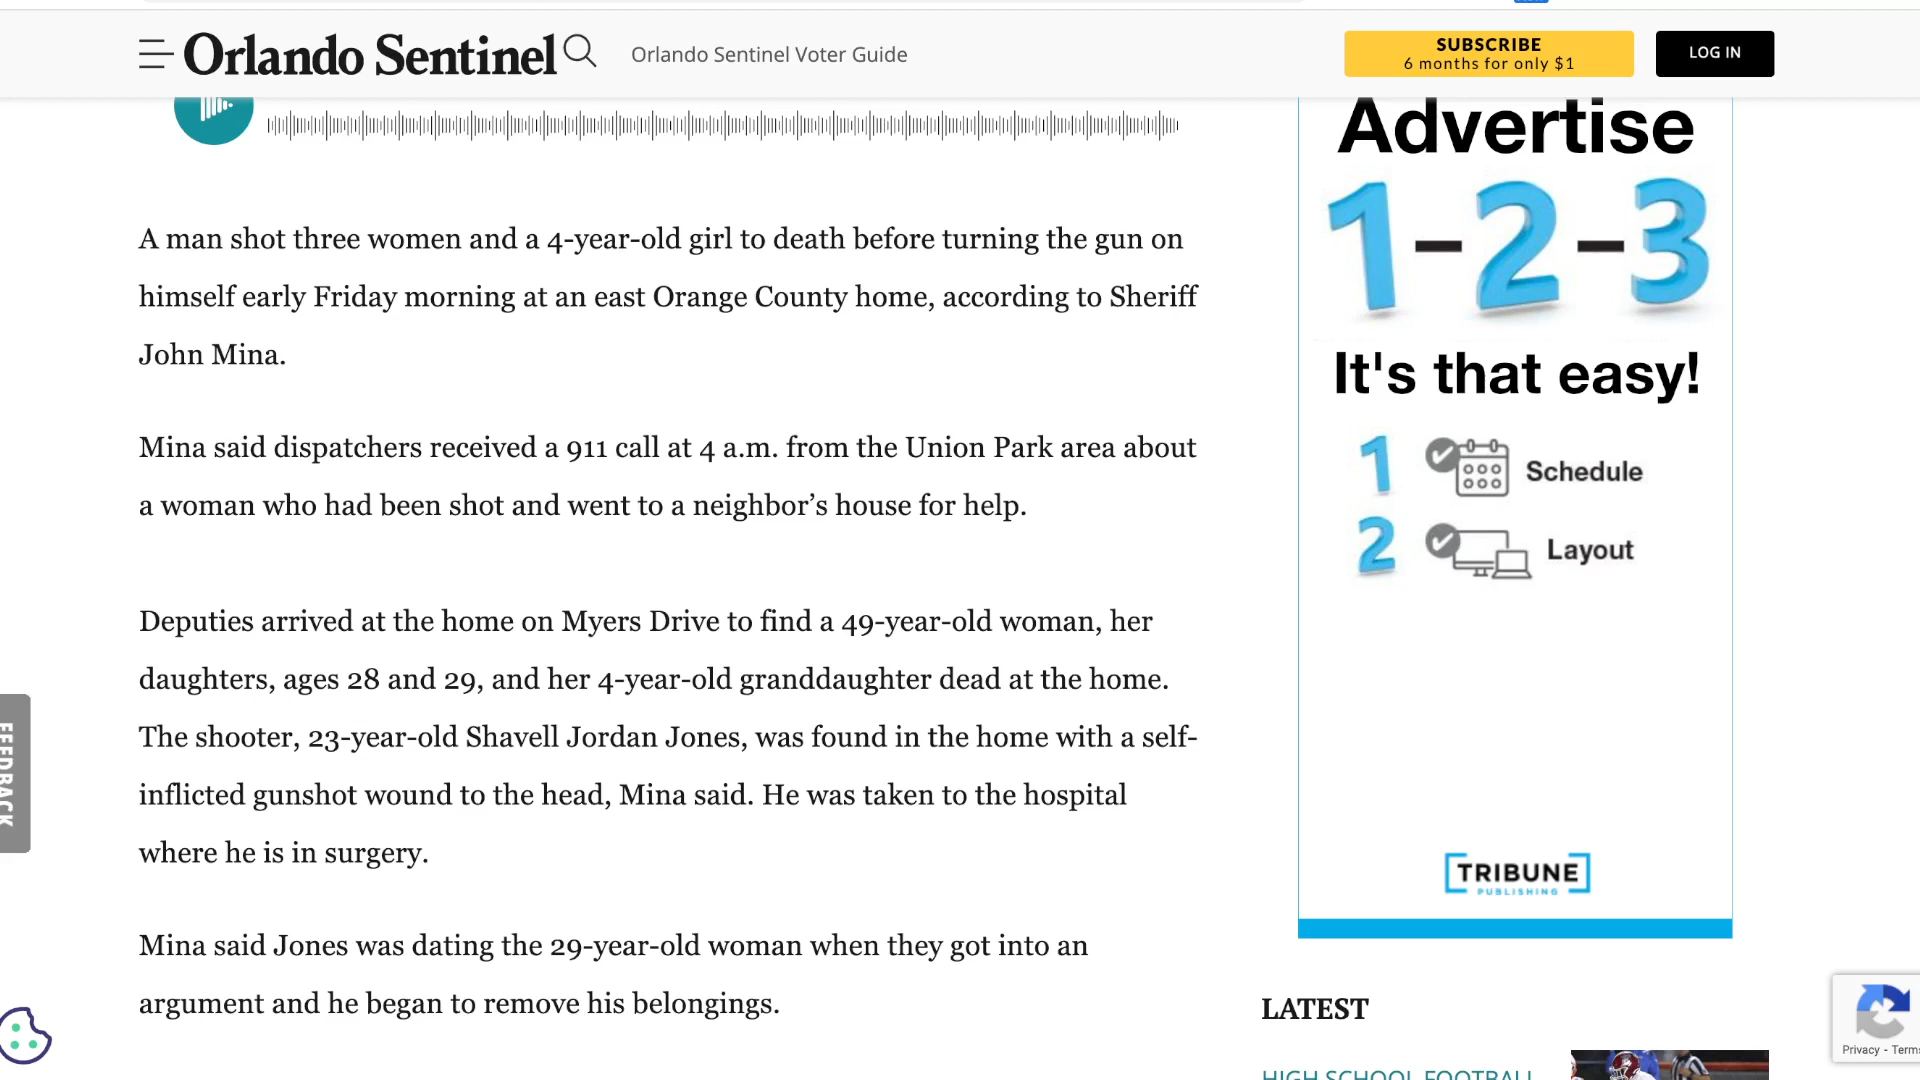 Orlando Sentinel
Orlando Sentinel Voter Guide
SUBSCRIBE
6 months for only $1
LOG IN
A man shot three women and a 4-year-old girl to death before turning the gun on
himself early Friday morning at an east Orange County home, according to Sheriff
John Mina.
Mina said dispatchers received a 911 call at 4 a.m. from the Union Park area about
a woman who had been shot and went to a neighbor’s house for help.
Deputies arrived at the home on Myers Drive to find a 49-year-old woman, her
daughters, ages 28 and 29, and her 4-year-old granddaughter dead at the home.
The shooter, 23-year-old Shavell Jordan Jones, was found in the home with a self-
inflicted gunshot wound to the head, Mina said. He was taken to the hospital
where he is in surgery.
Mina said Jones was dating the 29-year-old woman when they got into an
argument and he began to remove his belongings.
Advertise
1-2-3
It's that easy!
1 Schedule
2 Layout
TRIBUNE
PUBLISHING
LATEST
HIGH SCHOOL FOOTBALL
FEEDBACK
Privacy - Terms